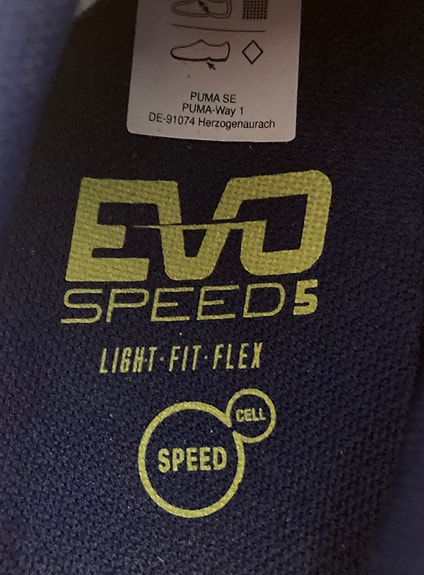 PUMA SE
PUMA-Way 1
DE-91074 Herzogenaurach
EVO
SPEED5
LIGHT·FIT·FLEX
CELL
SPEED